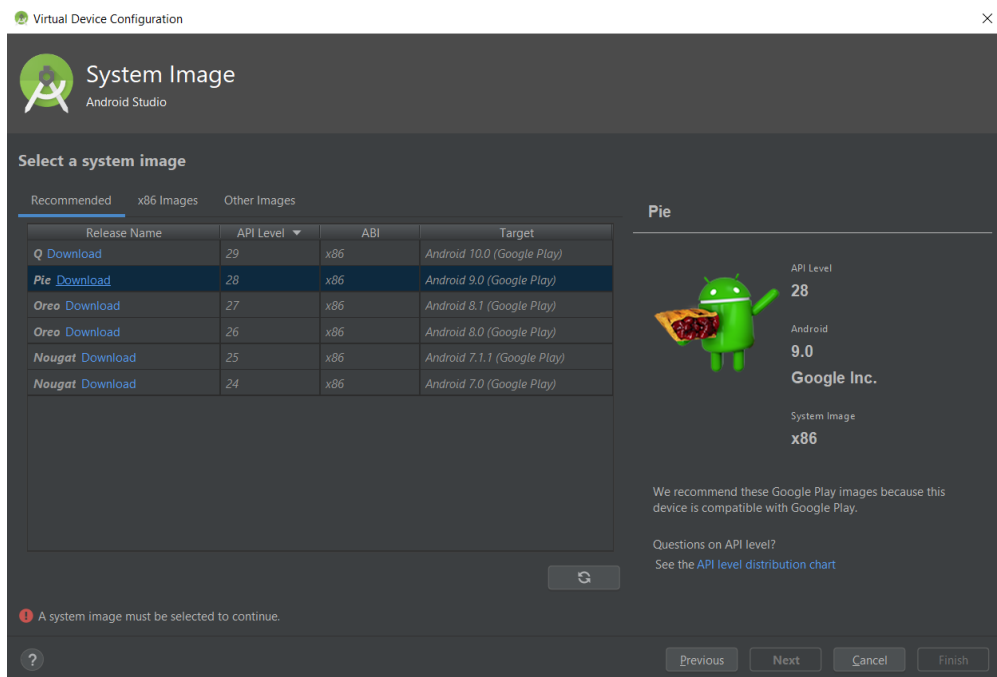 Virtual Device Configuration
System Image
Android Studio
Select a system image
Recommended x86 Images Other Images
Release Name API Level ▼ ABI Target
Q Download 29 x86 Android 10.0 (Google Play)
Pie Download 28 x86 Android 9.0 (Google Play)
Oreo Download 27 x86 Android 8.1 (Google Play)
Oreo Download 26 x86 Android 8.0 (Google Play)
Nougat Download 25 x86 Android 7.1.1 (Google Play)
Nougat Download 24 x86 Android 7.0 (Google Play)
Pie
API Level
28
Android
9.0
Google Inc.
System Image
x86
We recommend these Google Play images because this
device is compatible with Google Play.
Questions on API level?
See the API level distribution chart
A system image must be selected to continue.
? Previous Next Cancel Finish